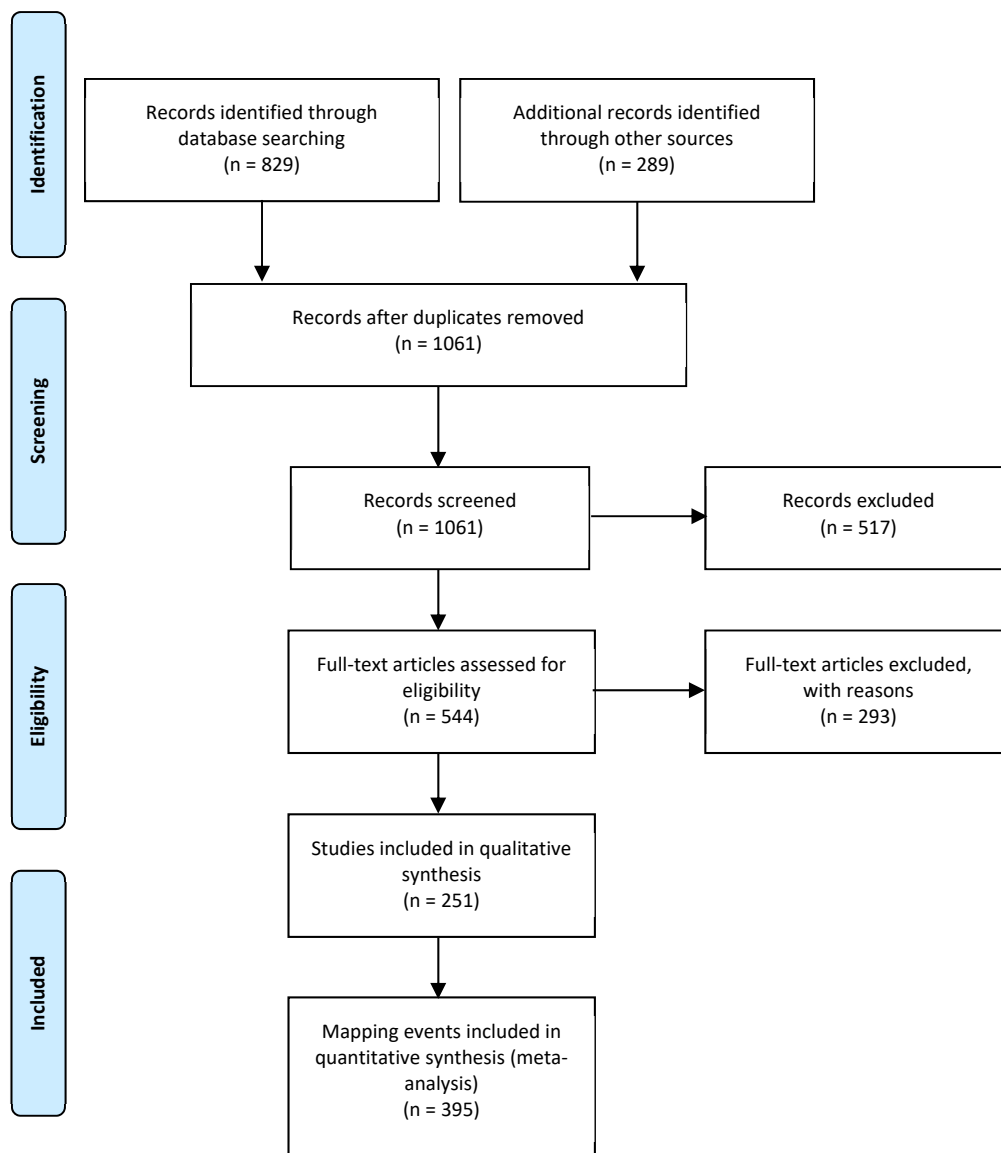 Identification
Records identified through
database searching
(n = 829)
Additional records identified
through other sources
(n = 289)
Screening
Records after duplicates removed
(n = 1061)
Records screened
(n = 1061)
Records excluded
(n = 517)
Eligibility
Full-text articles assessed for
eligibility
(n = 544)
Full-text articles excluded,
with reasons
(n = 293)
Included
Studies included in qualitative
synthesis
(n = 251)
Mapping events included in
quantitative synthesis (meta-
analysis)
(n = 395)